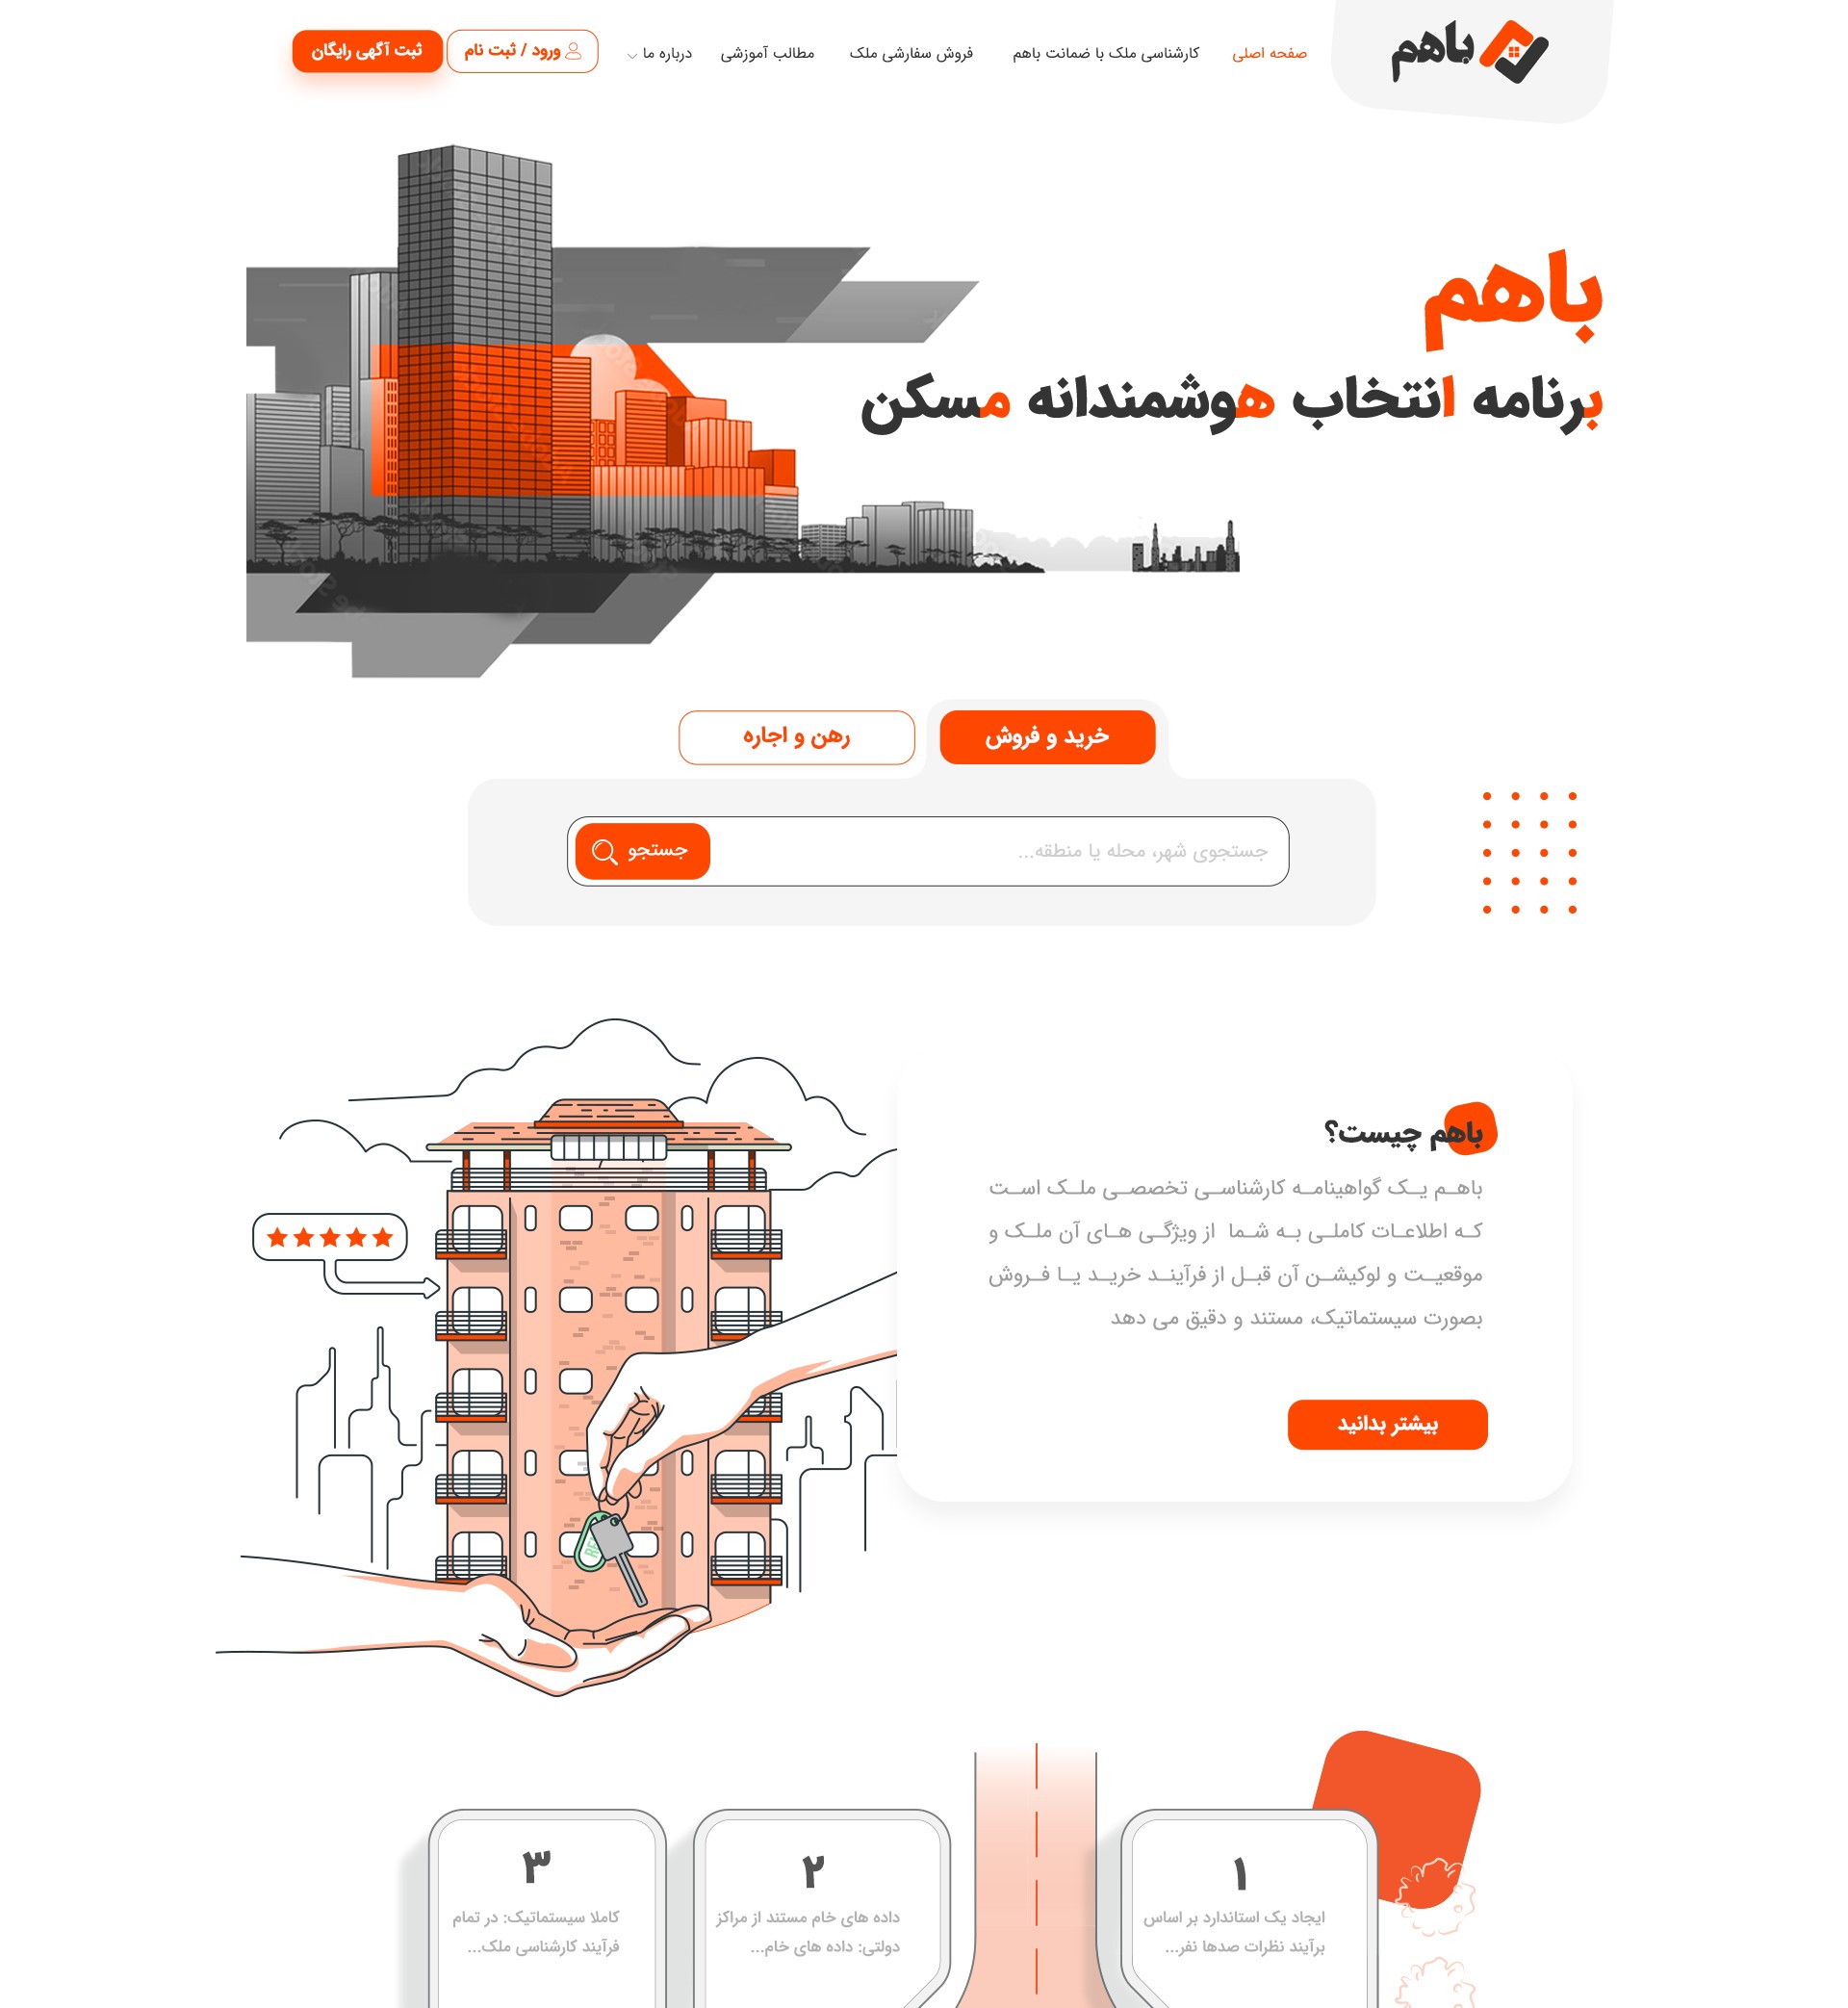 باهم
صفحه اصلی
کارشناسی ملک با ضمانت باهم
فروش سفارشی ملک
مطالب آموزشی
درباره ما
ورود / ثبت نام
ثبت آگهی رایگان
باهم
برنامه انتخاب هوشمندانه مسکن
خرید و فروش
رهن و اجاره
جستجوی شهر، محله یا منطقه...
جستجو
باهم چیست؟
باهم یک گواهینامه کارشناسی تخصصی ملک است
که اطلاعات کاملی به شما از ویژگی های آن ملک و
موقعیت و لوکیشن آن قبل از فرآیند خرید یا فروش
بصورت سیستماتیک، مستند و دقیق می دهد
بیشتر بدانید
۱
ایجاد یک استاندارد بر اساس
برآیند نظرات صدها نفر...
۲
داده های خام مستند از مراکز
دولتی: داده های خام...
۳
کاملا سیستماتیک: در تمام
فرآیند کارشناسی ملک...